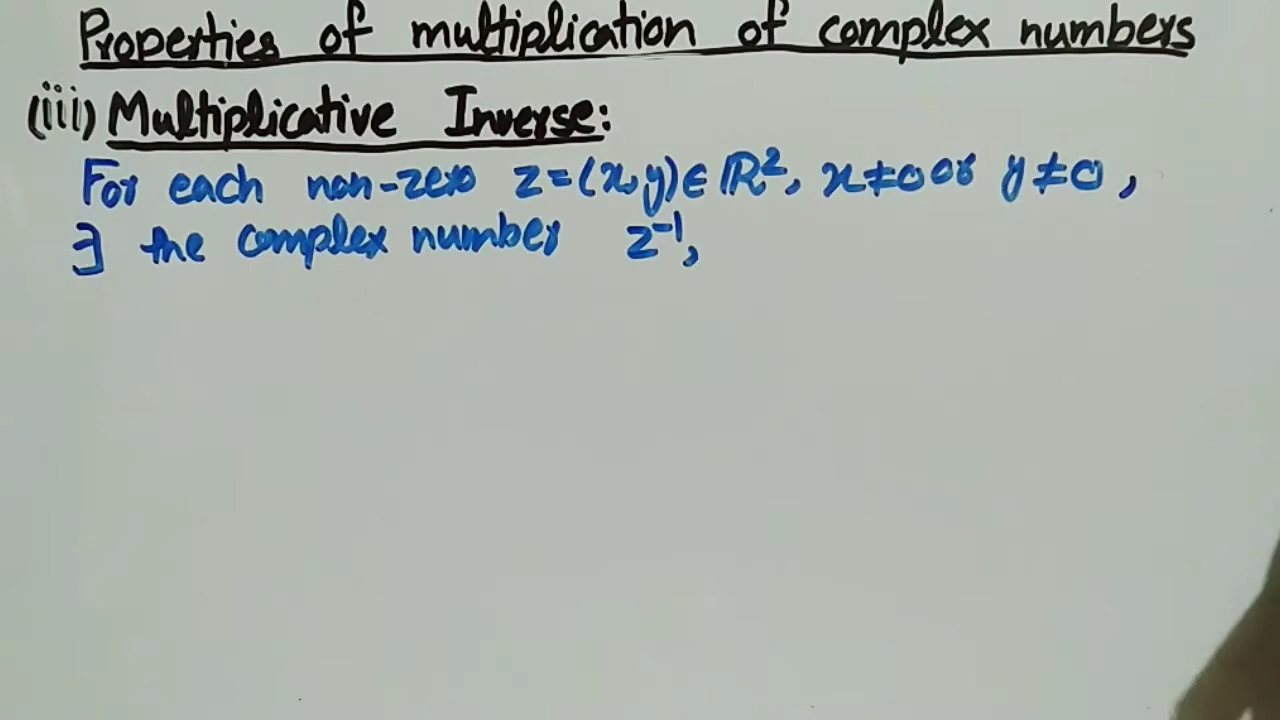 Properties of multiplication of complex numbers
(iii) Multiplicative Inverse:
For each non-zero z=(x,y)∈ℝ², x≠0 or y≠0,
∃ the complex number z⁻¹,